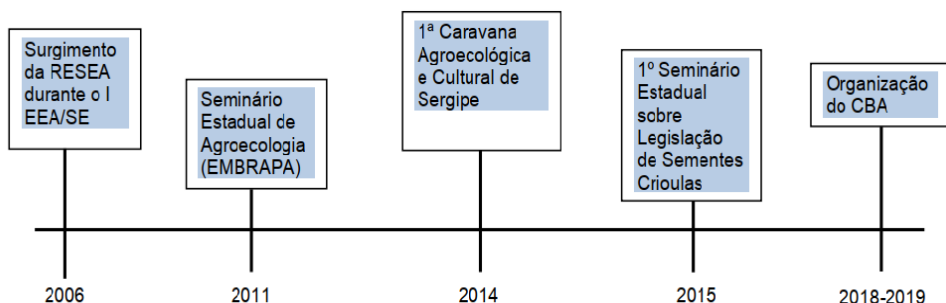 Surgimento
da RESEA
durante o I
EEA/SE
Seminário
Estadual de
Agroecologia
(EMBRAPA)
1ª Caravana
Agroecológica
e Cultural de
Sergipe
1º Seminário
Estadual
sobre
Legislação
de Sementes
Crioulas
Organização
do CBA
2006
2011
2014
2015
2018-2019